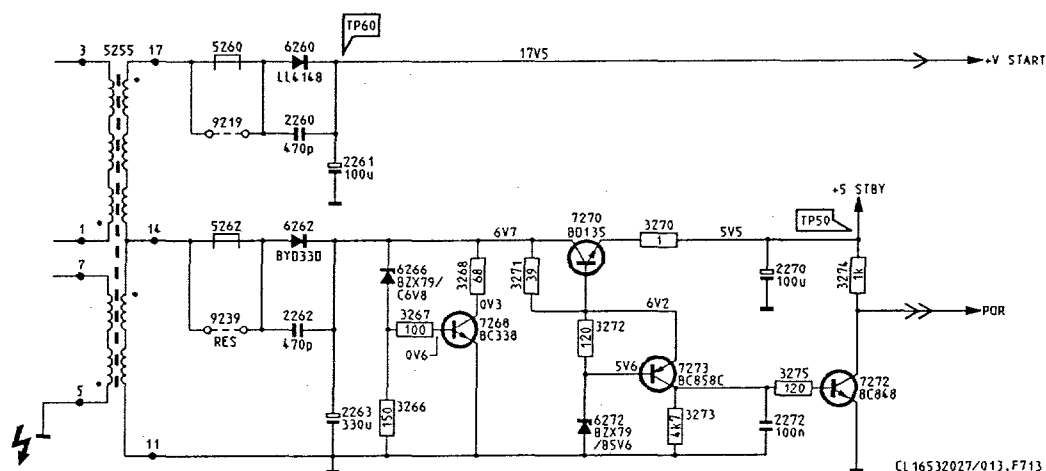 TP60
3
5255
17
5260
6260
LL4148
17V5
+V START
9219
2260
470p
2261
100u
+5 STBY
TP50
1
14
5262
6262
BYD33D
6V7
7270
BD135
3270
1
5V5
7
9239
RES
2262
470p
6266
BZX79/
C6V8
3268
68
0V3
3271
39
6V2
2270
100u
3274
1k
3267
100
0V6
7268
BC338
3272
120
POR
5V6
7273
BC858C
3275
120
7272
BC848
5
2263
330u
3266
150
6272
BZX79
/B5V6
3273
4k7
2272
100n
11
CL16532027/013.F713